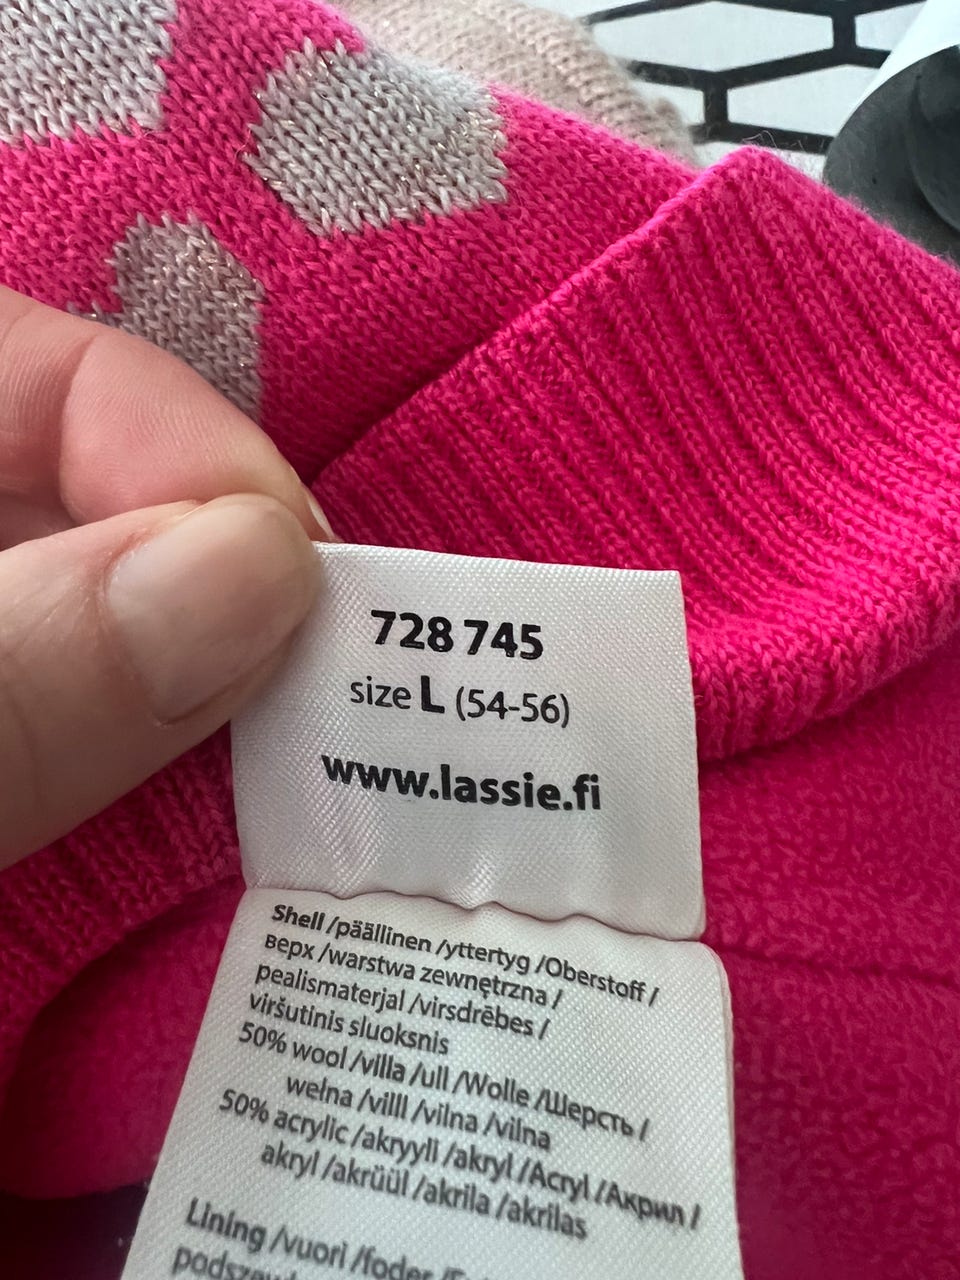 728 745
size L (54-56)
www.lassie.fi
Shell /päällinen /yttertyg /Oberstoff /
верх /warstwa zewnętrzna /
pealismaterjal /virsdrēbes /
viršutinis sluoksnis
50% wool /villa /ull /Wolle /Шерсть /
wełna /villl /vilna /vilna
50% acrylic /akryyli /akryl /Acryl /Акрил /
akryl /akrüül /akrila /akrilas
Lining /vuori /foder